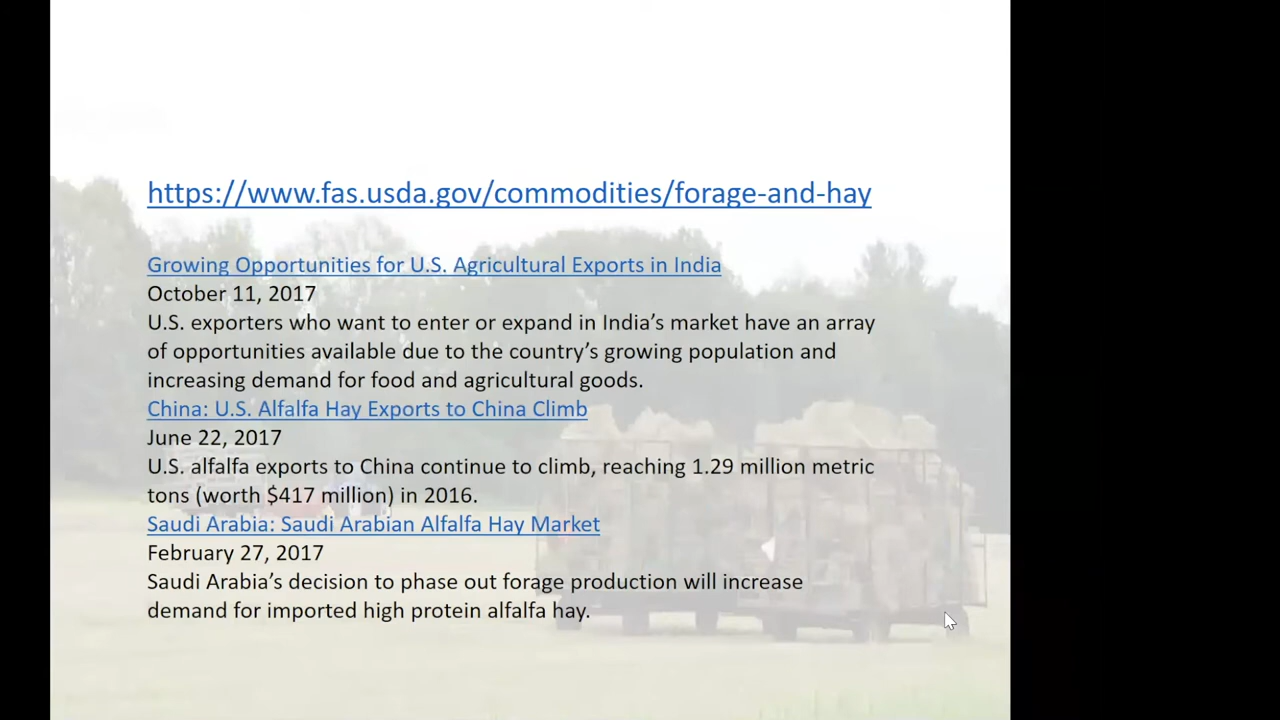 https://www.fas.usda.gov/commodities/forage-and-hay
Growing Opportunities for U.S. Agricultural Exports in India
October 11, 2017
U.S. exporters who want to enter or expand in India’s market have an array
of opportunities available due to the country’s growing population and
increasing demand for food and agricultural goods.
China: U.S. Alfalfa Hay Exports to China Climb
June 22, 2017
U.S. alfalfa exports to China continue to climb, reaching 1.29 million metric
tons (worth $417 million) in 2016.
Saudi Arabia: Saudi Arabian Alfalfa Hay Market
February 27, 2017
Saudi Arabia’s decision to phase out forage production will increase
demand for imported high protein alfalfa hay.